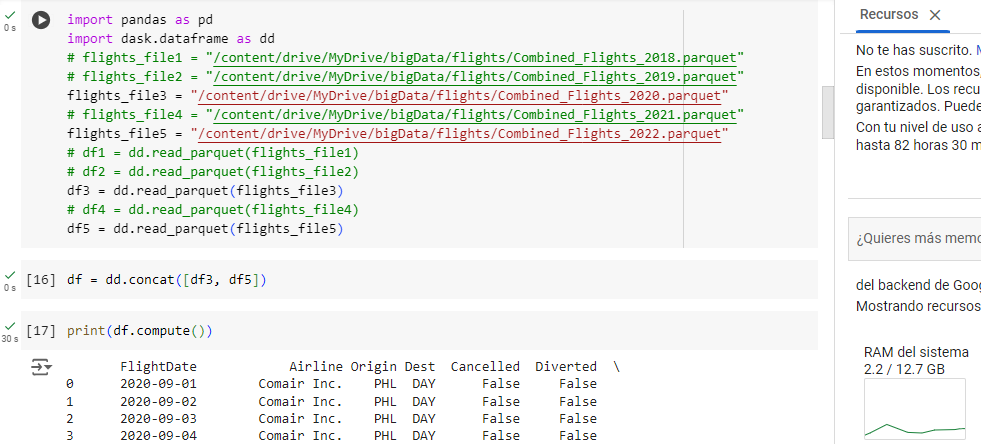 import pandas as pd
import dask.dataframe as dd
# flights_file1 = "/content/drive/MyDrive/bigData/flights/Combined_Flights_2018.parquet"
# flights_file2 = "/content/drive/MyDrive/bigData/flights/Combined_Flights_2019.parquet"
flights_file3 = "/content/drive/MyDrive/bigData/flights/Combined_Flights_2020.parquet"
# flights_file4 = "/content/drive/MyDrive/bigData/flights/Combined_Flights_2021.parquet"
flights_file5 = "/content/drive/MyDrive/bigData/flights/Combined_Flights_2022.parquet"
# df1 = dd.read_parquet(flights_file1)
# df2 = dd.read_parquet(flights_file2)
df3 = dd.read_parquet(flights_file3)
# df4 = dd.read_parquet(flights_file4)
df5 = dd.read_parquet(flights_file5)
0 s
[16] df = dd.concat([df3, df5])
0 s
[17] print(df.compute())
30 s
FlightDate Airline Origin Dest Cancelled Diverted \
0 2020-09-01 Comair Inc. PHL DAY False False
1 2020-09-02 Comair Inc. PHL DAY False False
2 2020-09-03 Comair Inc. PHL DAY False False
3 2020-09-04 Comair Inc. PHL DAY False False
Recursos
No te has suscrito.
En estos momentos,
disponible. Los recu
garantizados. Puede
Con tu nivel de uso a
hasta 82 horas 30 m
¿Quieres más memo
del backend de Goog
Mostrando recursos
RAM del sistema
2.2 / 12.7 GB